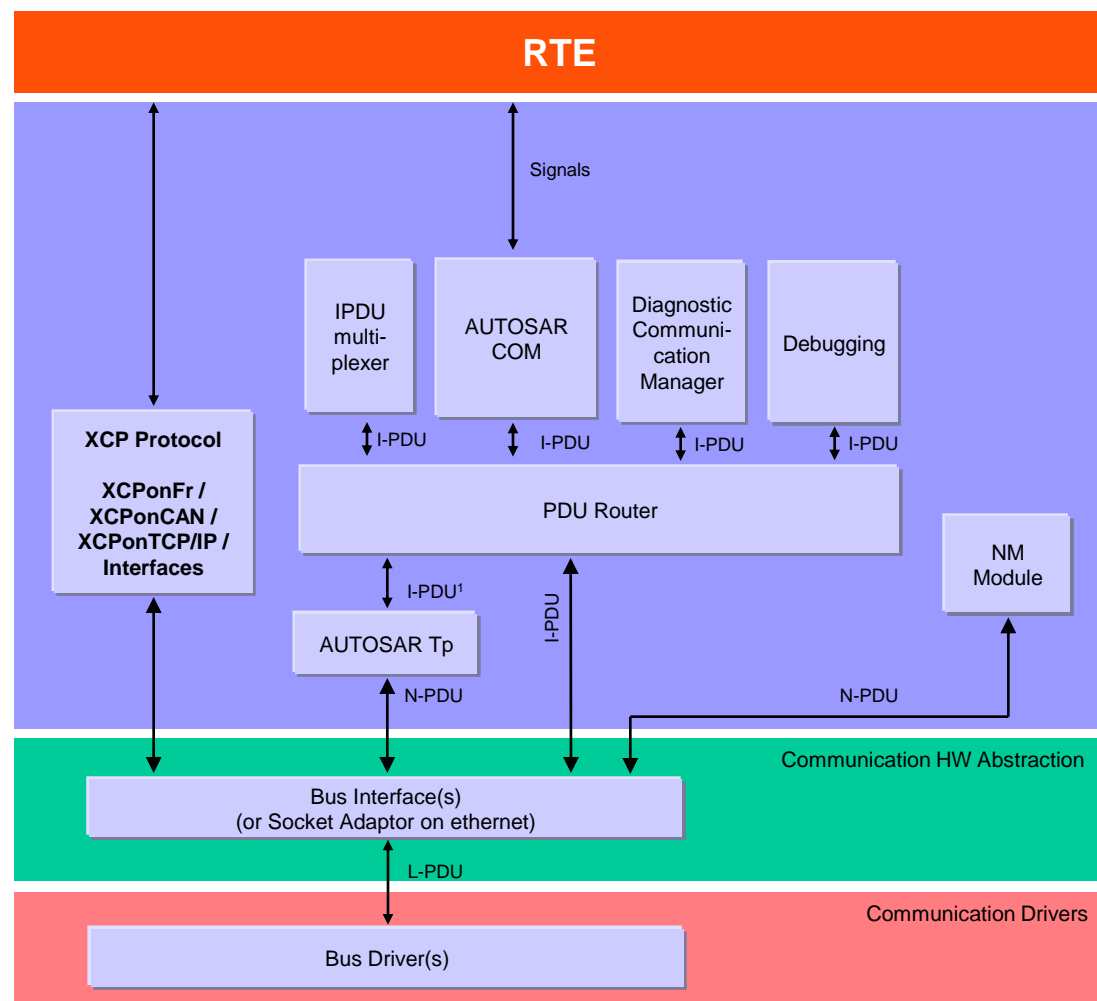 RTE
Signals
IPDU
multi-
plexer
AUTOSAR
COM
Diagnostic
Communi-
cation
Manager
Debugging
I-PDU
I-PDU
I-PDU
I-PDU
XCP Protocol
XCPonFr /
XCPonCAN /
XCPonTCP/IP /
Interfaces
PDU Router
NM
Module
I-PDU¹
I-PDU
AUTOSAR Tp
N-PDU
N-PDU
Communication HW Abstraction
Bus Interface(s)
(or Socket Adaptor on ethernet)
L-PDU
Communication Drivers
Bus Driver(s)